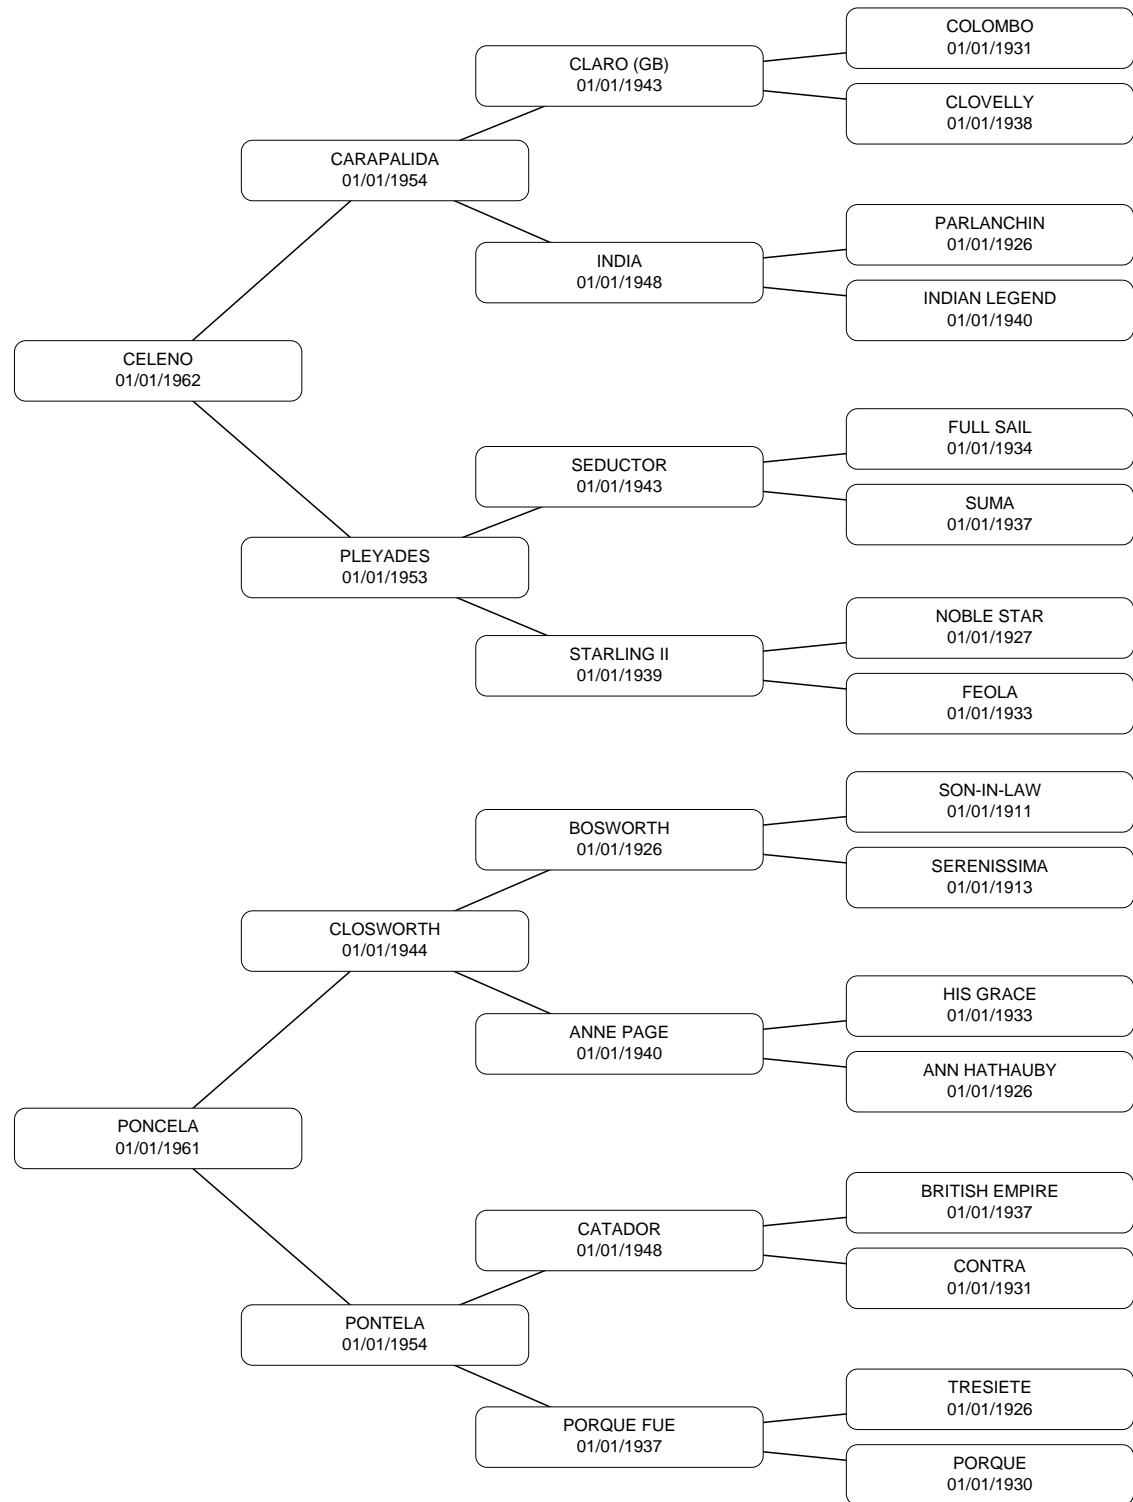 COLOMBO
01/01/1931
CLARO (GB)
01/01/1943
CLOVELLY
01/01/1938
CARAPALIDA
01/01/1954
PARLANCHIN
01/01/1926
INDIA
01/01/1948
INDIAN LEGEND
01/01/1940
CELENO
01/01/1962
FULL SAIL
01/01/1934
SEDUCTOR
01/01/1943
SUMA
01/01/1937
PLEYADES
01/01/1953
NOBLE STAR
01/01/1927
STARLING II
01/01/1939
FEOLA
01/01/1933
SON-IN-LAW
01/01/1911
BOSWORTH
01/01/1926
SERENISSIMA
01/01/1913
CLOSWORTH
01/01/1944
HIS GRACE
01/01/1933
ANNE PAGE
01/01/1940
ANN HATHAUBY
01/01/1926
PONCELA
01/01/1961
BRITISH EMPIRE
01/01/1937
CATADOR
01/01/1948
CONTRA
01/01/1931
PONTELA
01/01/1954
TRESIETE
01/01/1926
PORQUE FUE
01/01/1937
PORQUE
01/01/1930